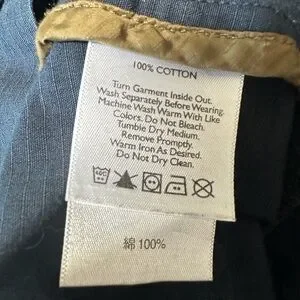 100% COTTON
Turn Garment Inside Out.
Wash Separately Before Wearing.
Machine Wash Warm With Like
Colors. Do Not Bleach.
Tumble Dry Medium.
Remove Promptly.
Warm Iron As Desired.
Do Not Dry Clean.
綿 100%